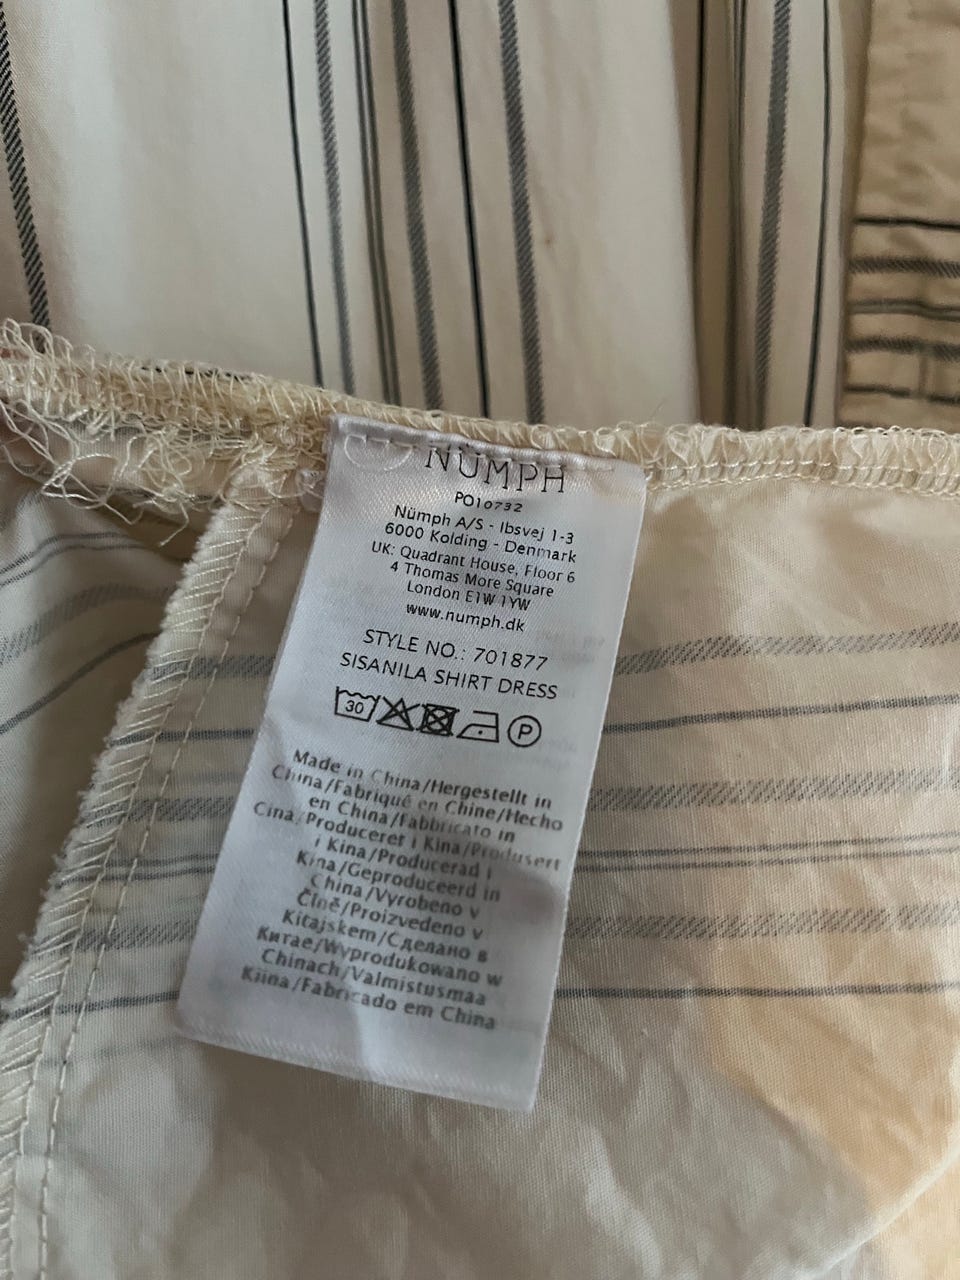 NÜMPH
PO10732
Nümph A/S - Ibsvej 1-3
6000 Kolding - Denmark
UK: Quadrant House, Floor 6
4 Thomas More Square
London E1W 1YW
www.numph.dk
STYLE NO.: 701877
SISANILA SHIRT DRESS
30 P
Made in China/Hergestellt in
China/Fabriqué en Chine/Hecho
en China/Fabbricato in
Cina/Produceret i Kina/Produsert
i Kina/Producerad i
Kina/Geproduceerd in
China/Vyrobeno v
Číně/Proizvedeno v
Kitajskem/Сделано в
Китае/Wyprodukowano w
Chinach/Valmistusmaa
Kiina/Fabricado em China